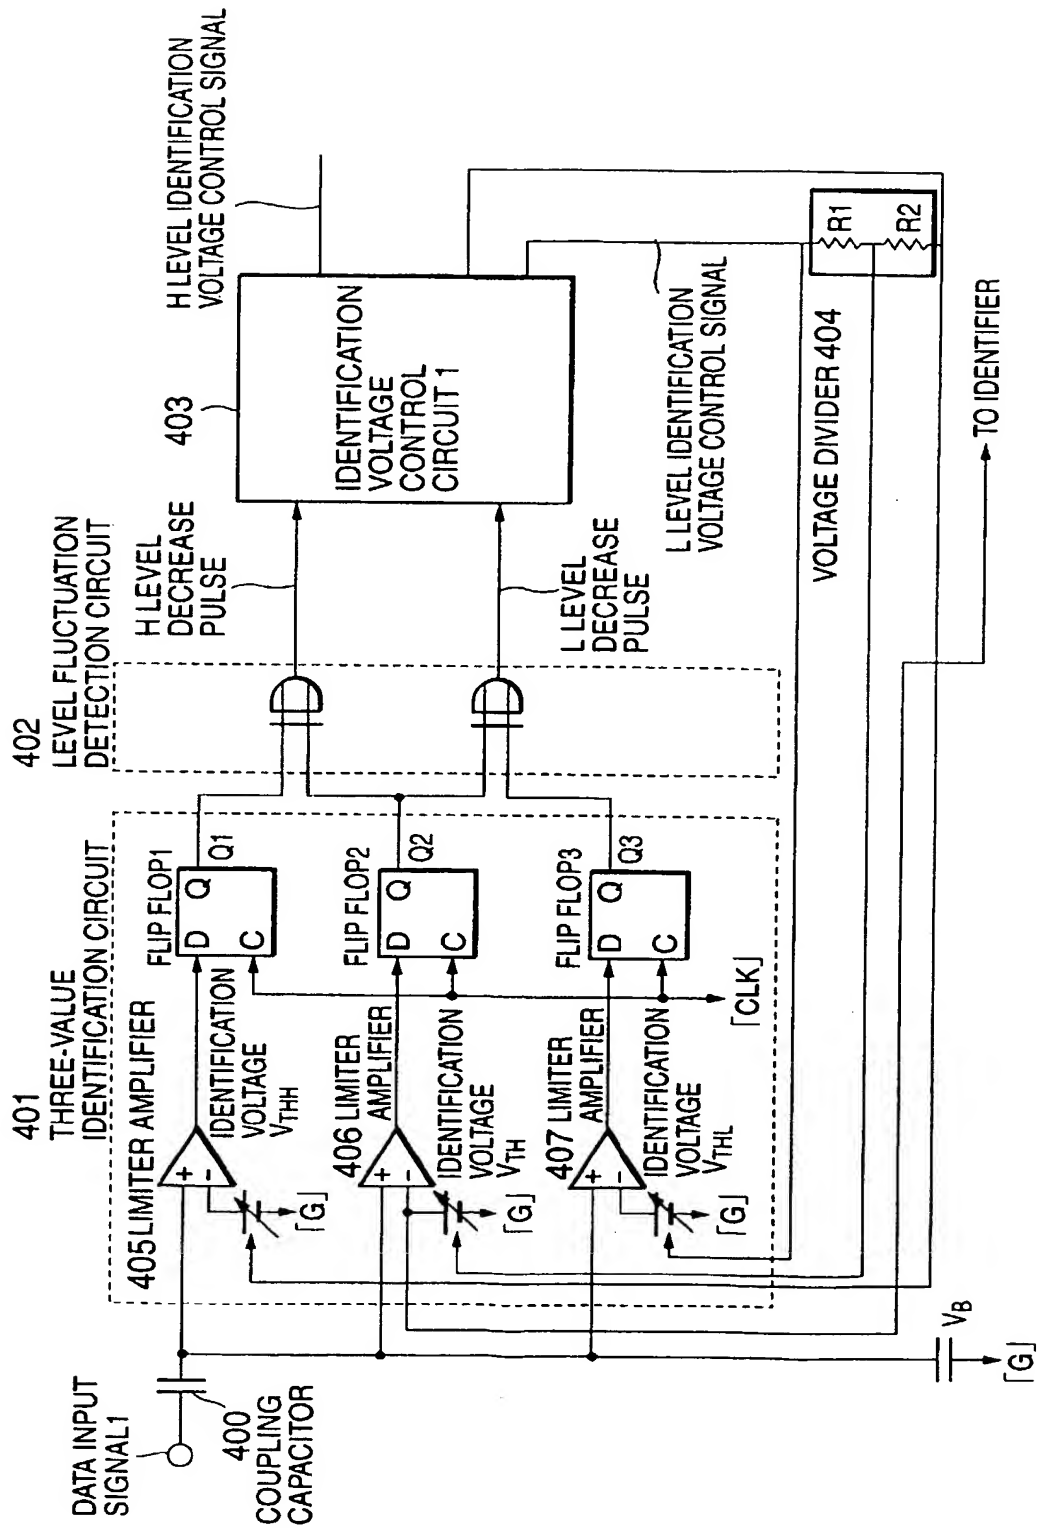 401
THREE-VALUE
IDENTIFICATION CIRCUIT
402
LEVEL FLUCTUATION
DETECTION CIRCUIT
403
IDENTIFICATION
VOLTAGE
CONTROL
CIRCUIT 1
H LEVEL IDENTIFICATION
VOLTAGE CONTROL SIGNAL
H LEVEL
DECREASE
PULSE
L LEVEL
DECREASE
PULSE
L LEVEL IDENTIFICATION
VOLTAGE CONTROL SIGNAL
VOLTAGE DIVIDER 404
R1
R2
TO IDENTIFIER
DATA INPUT
SIGNAL1
400
COUPLING
CAPACITOR
405 LIMITER AMPLIFIER
+
−
IDENTIFICATION
VOLTAGE
VTHH
「G」
FLIP FLOP1
D
Q
C
Q1
406 LIMITER
AMPLIFIER
+
−
IDENTIFICATION
VOLTAGE
VTH
「G」
FLIP FLOP2
D
Q
C
Q2
407 LIMITER
AMPLIFIER
+
−
IDENTIFICATION
VOLTAGE
VTHL
「G」
FLIP FLOP3
D
Q
C
Q3
「CLK」
VB
「G」